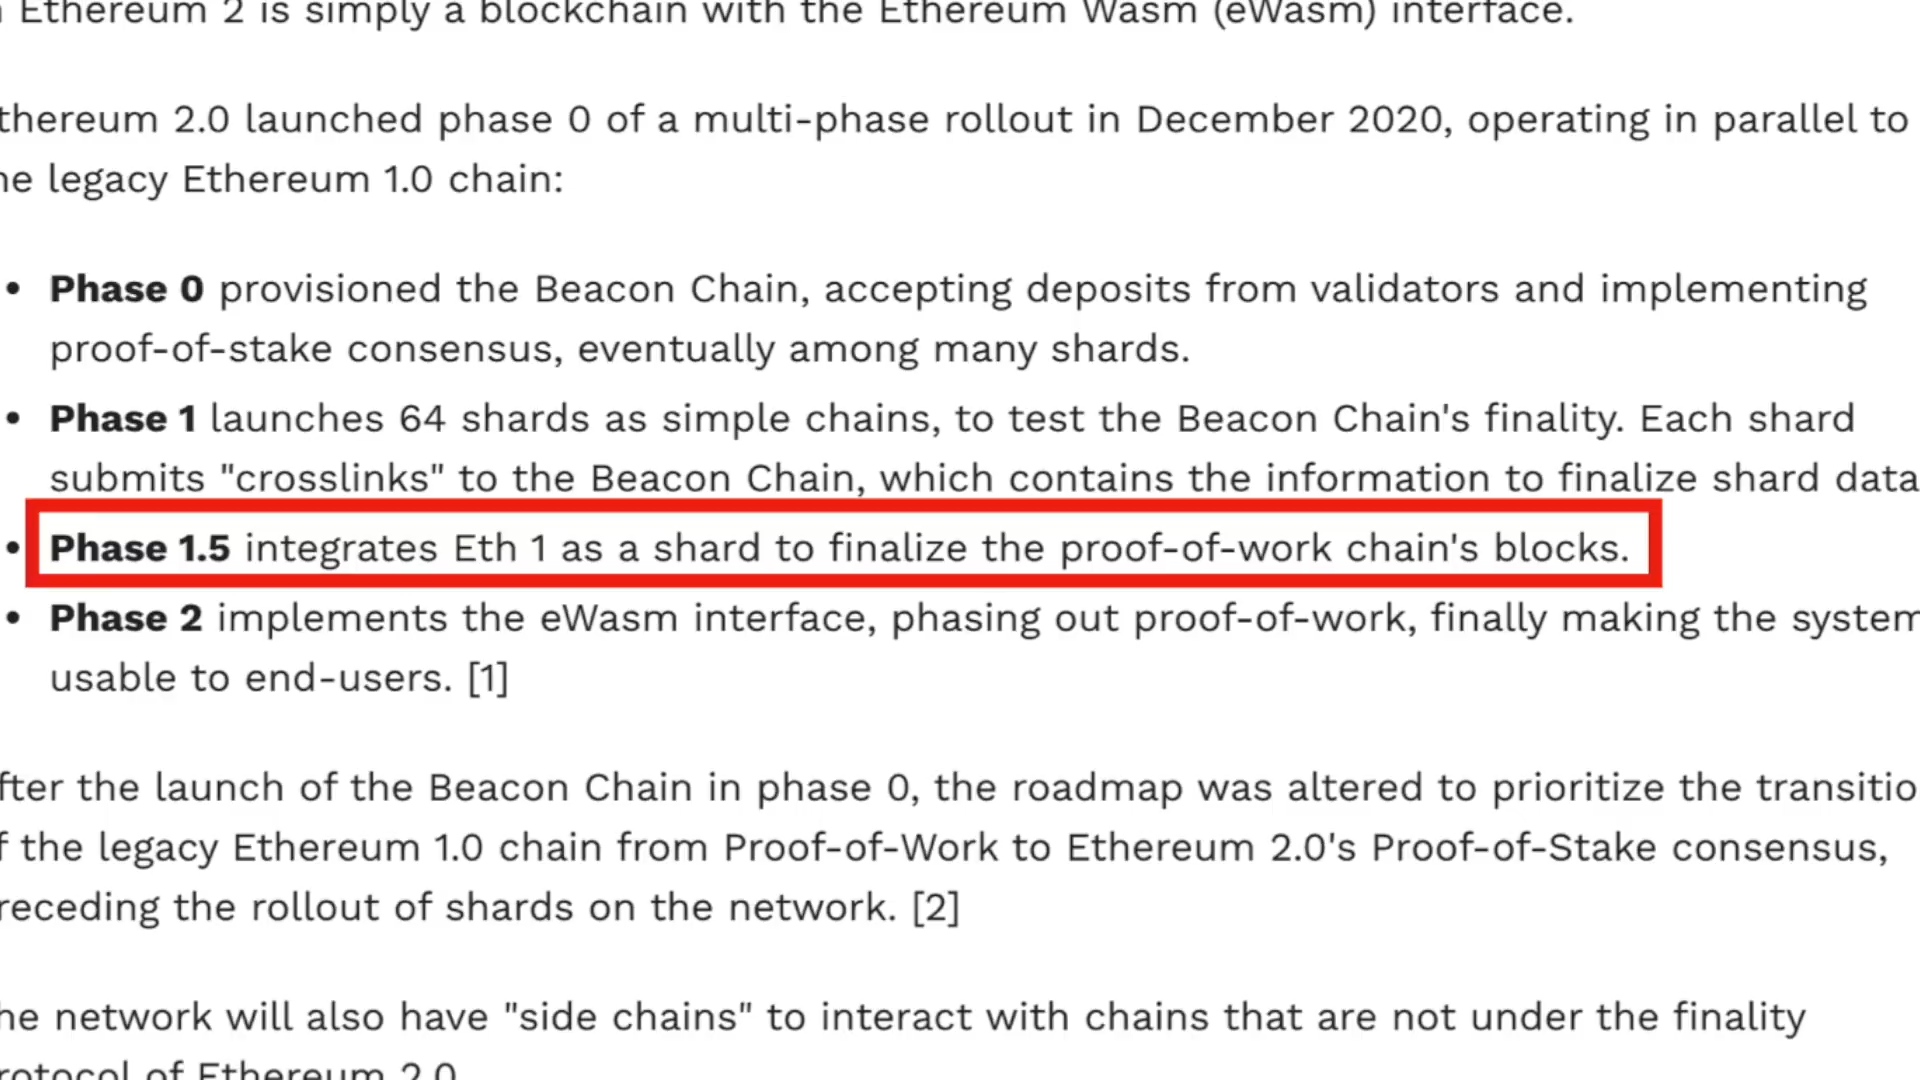 Ethereum 2 is simply a blockchain with the Ethereum Wasm (eWasm) interface.
thereum 2.0 launched phase 0 of a multi-phase rollout in December 2020, operating in parallel to
he legacy Ethereum 1.0 chain:
• Phase 0 provisioned the Beacon Chain, accepting deposits from validators and implementing
proof-of-stake consensus, eventually among many shards.
• Phase 1 launches 64 shards as simple chains, to test the Beacon Chain's finality. Each shard
submits "crosslinks" to the Beacon Chain, which contains the information to finalize shard data
• Phase 1.5 integrates Eth 1 as a shard to finalize the proof-of-work chain's blocks.
• Phase 2 implements the eWasm interface, phasing out proof-of-work, finally making the system
usable to end-users. [1]
fter the launch of the Beacon Chain in phase 0, the roadmap was altered to prioritize the transitio
f the legacy Ethereum 1.0 chain from Proof-of-Work to Ethereum 2.0's Proof-of-Stake consensus,
receding the rollout of shards on the network. [2]
he network will also have "side chains" to interact with chains that are not under the finality
rotocol of Ethereum 2.0